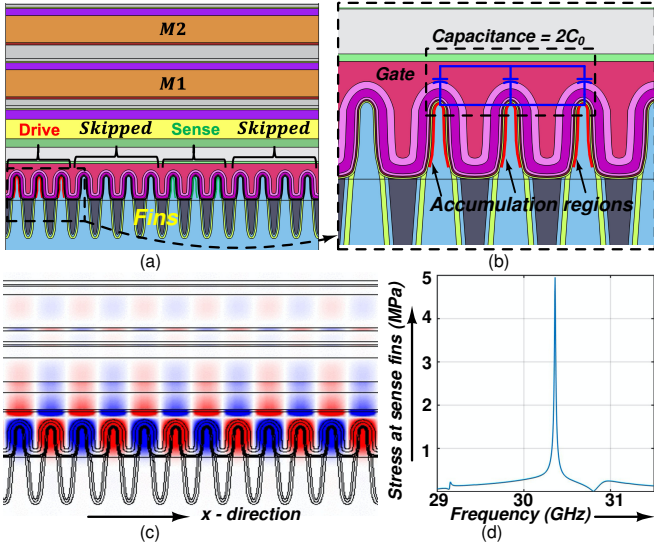 M2
M1
Drive Skipped Sense Skipped
Fins
(a)
Capacitance = 2C0
Gate
Accumulation regions
(b)
x - direction
(c)
Stress at sense fins (MPa)
5
4
3
2
1
29 30 31
Frequency (GHz)
(d)